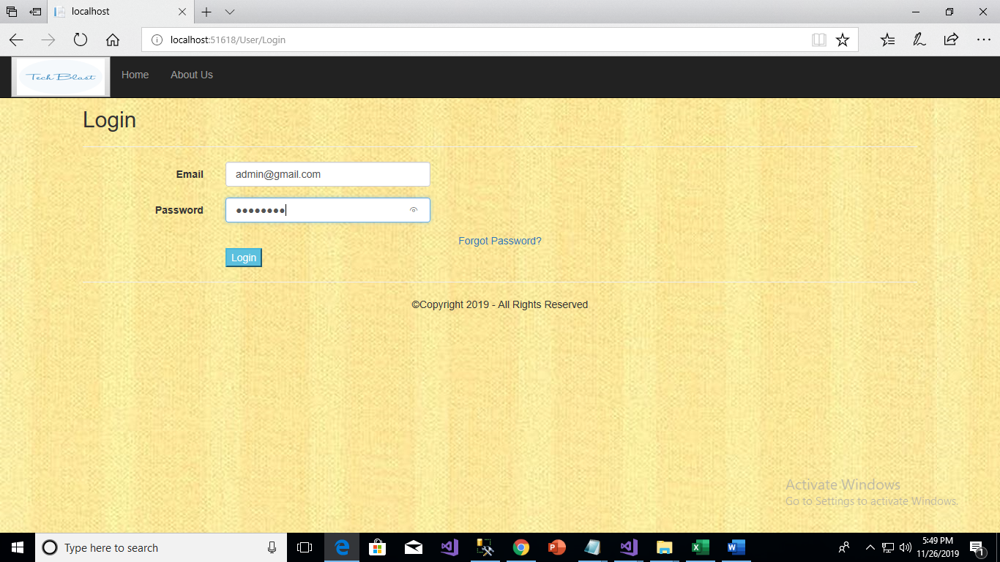 localhost
localhost:51618/User/Login
Tech Blast
Home
About Us
Login
Email
admin@gmail.com
Password
●●●●●●●●
Forgot Password?
Login
©Copyright 2019 - All Rights Reserved
Activate Windows
Go to Settings to activate Windows.
Type here to search
5:49 PM
11/26/2019
1